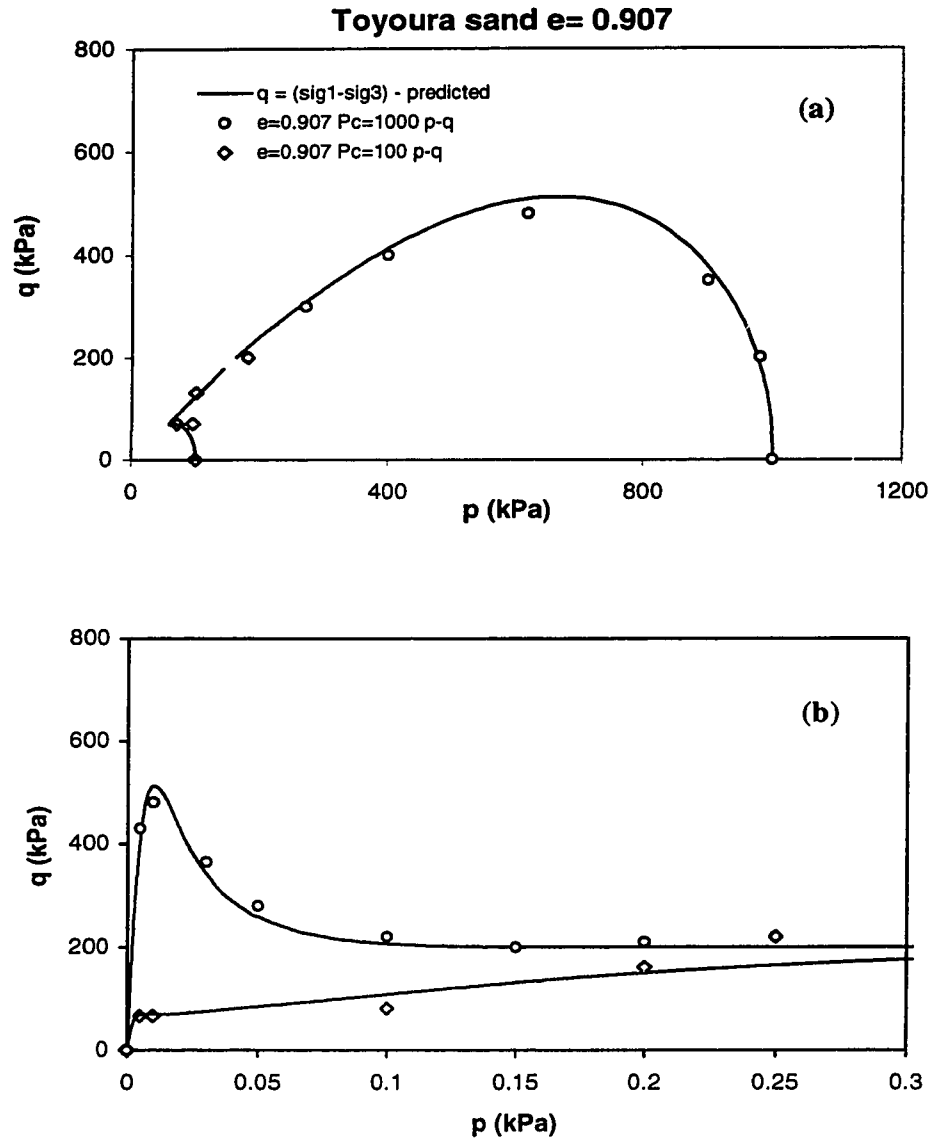 Toyoura sand e= 0.907
800
600
400
200
0
q (kPa)
q = (sig1-sig3) - predicted
e=0.907 Pc=1000 p-q
e=0.907 Pc=100 p-q
(a)
0
400
800
1200
p (kPa)
800
600
400
200
0
q (kPa)
(b)
0
0.05
0.1
0.15
0.2
0.25
0.3
p (kPa)